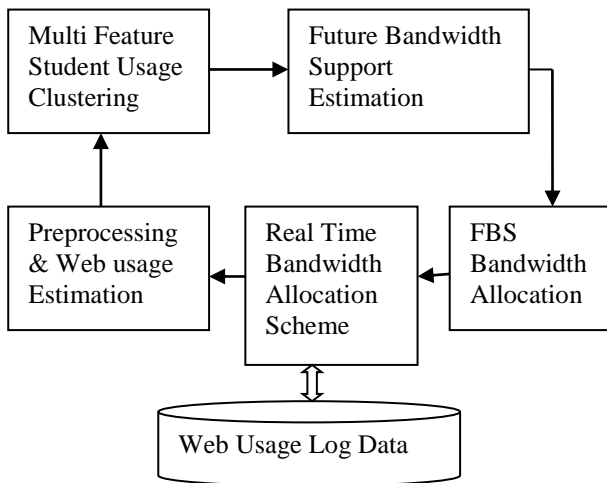 Multi Feature
Student Usage
Clustering
Future Bandwidth
Support
Estimation
Preprocessing
& Web usage
Estimation
Real Time
Bandwidth
Allocation
Scheme
FBS
Bandwidth
Allocation
Web Usage Log Data